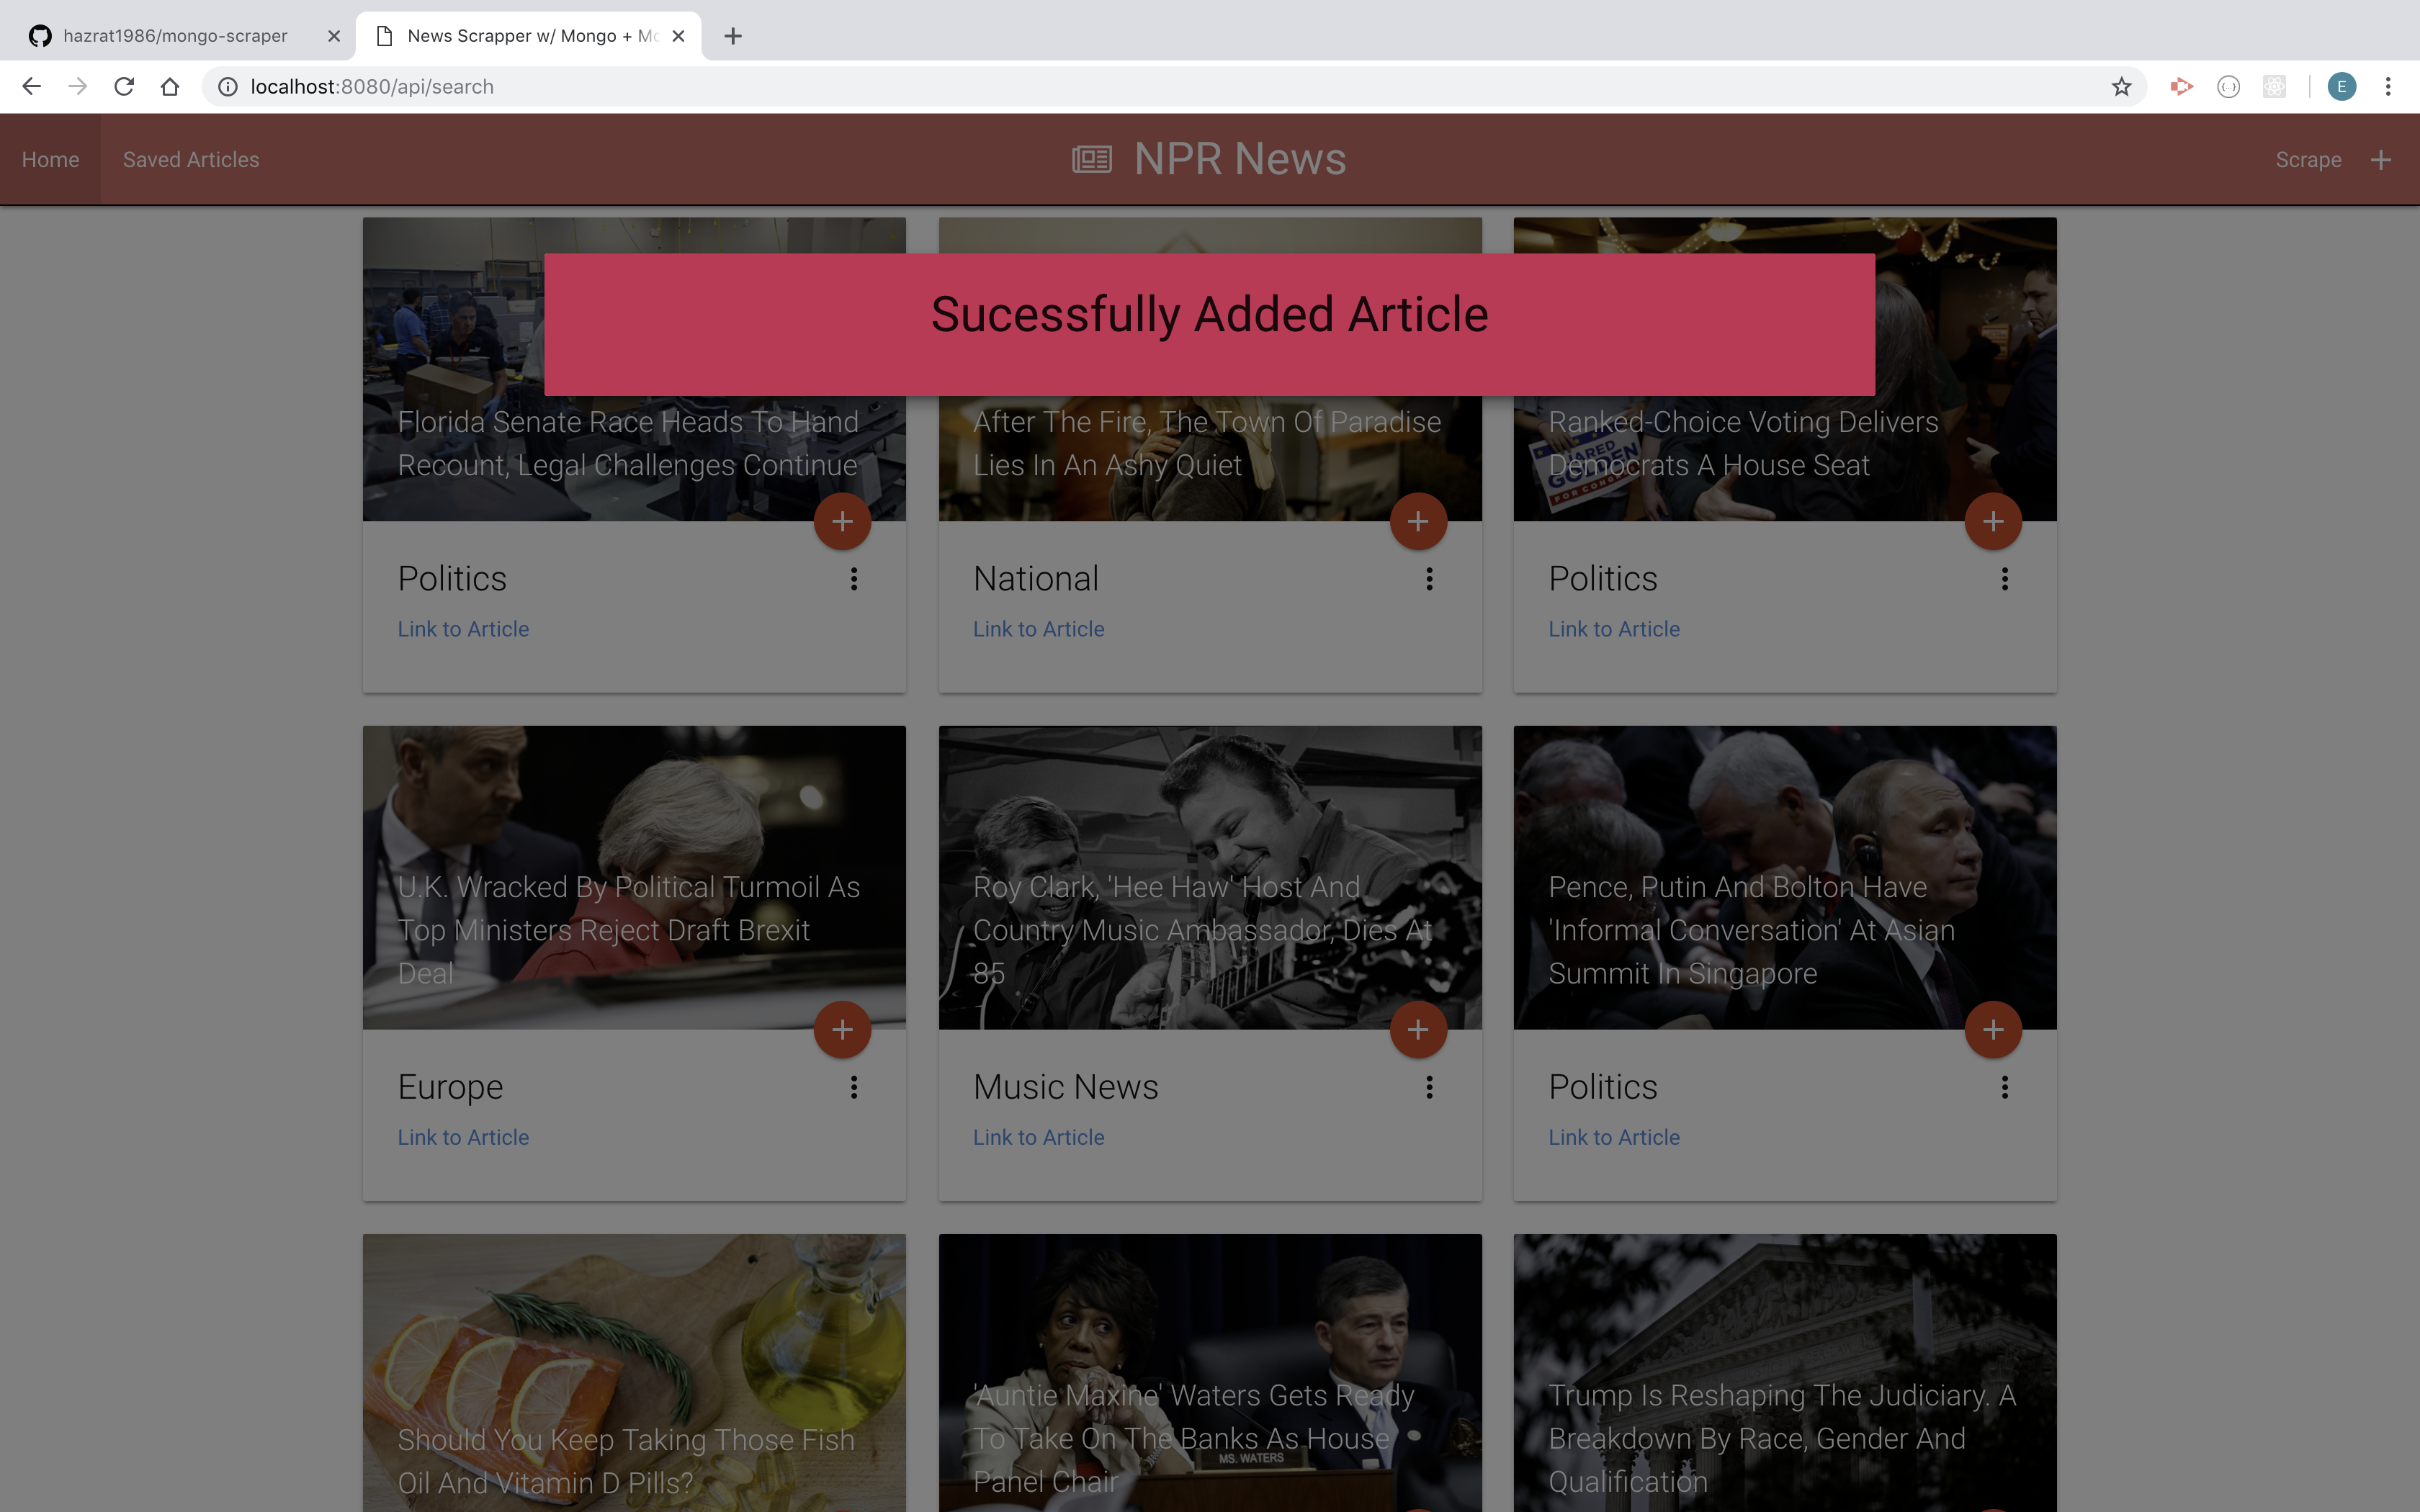 hazrat1986/mongo-scraper
News Scrapper w/ Mongo + Mo
localhost:8080/api/search
E
Home
Saved Articles
NPR News
Scrape
Sucessfully Added Article
Florida Senate Race Heads To Hand
Recount, Legal Challenges Continue
Politics
Link to Article
After The Fire, The Town Of Paradise
Lies In An Ashy Quiet
National
Link to Article
Ranked-Choice Voting Delivers
Democrats A House Seat
Politics
Link to Article
U.K. Wracked By Political Turmoil As
Top Ministers Reject Draft Brexit
Deal
Europe
Link to Article
Roy Clark, 'Hee Haw' Host And
Country Music Ambassador, Dies At
85
Music News
Link to Article
Pence, Putin And Bolton Have
'Informal Conversation' At Asian
Summit In Singapore
Politics
Link to Article
Should You Keep Taking Those Fish
Oil And Vitamin D Pills?
'Auntie Maxine' Waters Gets Ready
To Take On The Banks As House
Panel Chair
MS. WATERS
Trump Is Reshaping The Judiciary. A
Breakdown By Race, Gender And
Qualification